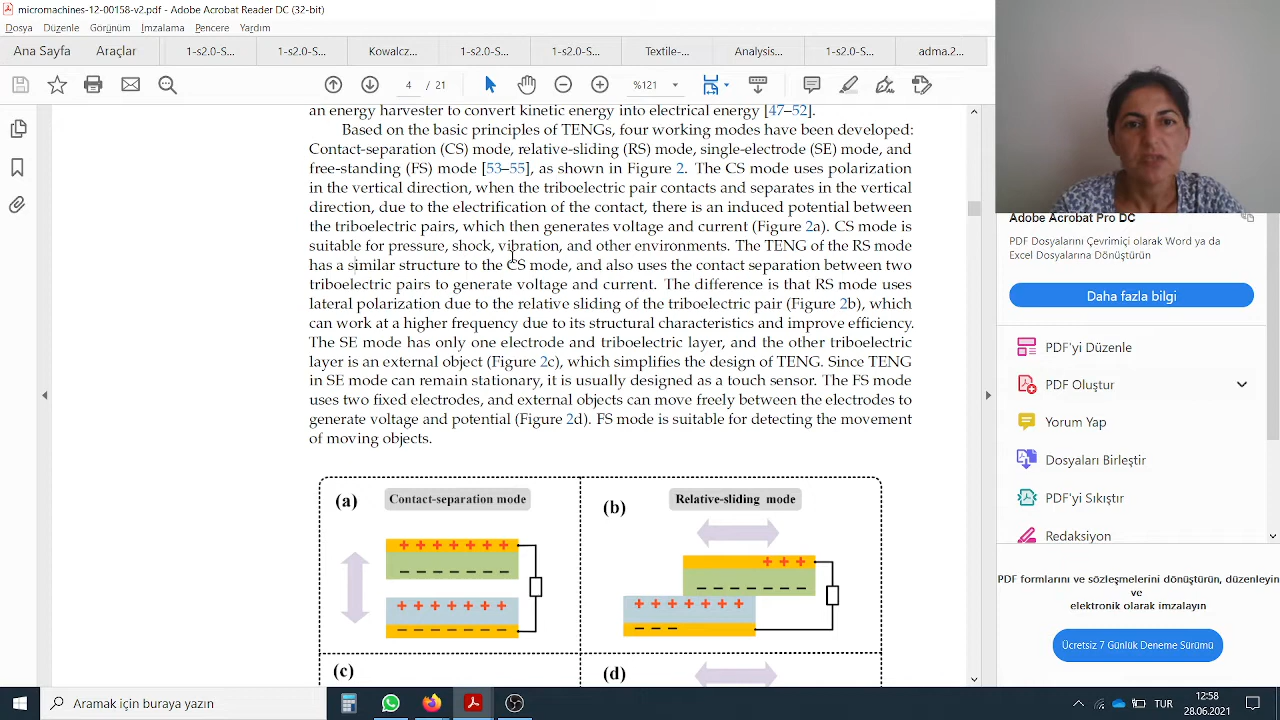 micromachines-12-00158-v2.pdf - Adobe Acrobat Reader DC (32-bit)
Dosya Düzenle Görünüm İmzalama Pencere Yardım
Ana Sayfa Araçlar 1-s2.0-S... 1-s2.0-S... Kowalcz... 1-s2.0-S... 1-s2.0-S... Textile-... Analysis... 1-s2.0-S... adma.2...
4 / 21 %121
an energy harvester to convert kinetic energy into electrical energy [47–52].
Based on the basic principles of TENGs, four working modes have been developed:
Contact-separation (CS) mode, relative-sliding (RS) mode, single-electrode (SE) mode, and
free-standing (FS) mode [53–55], as shown in Figure 2. The CS mode uses polarization
in the vertical direction, when the triboelectric pair contacts and separates in the vertical
direction, due to the electrification of the contact, there is an induced potential between
the triboelectric pairs, which then generates voltage and current (Figure 2a). CS mode is
suitable for pressure, shock, vibration, and other environments. The TENG of the RS mode
has a similar structure to the CS mode, and also uses the contact separation between two
triboelectric pairs to generate voltage and current. The difference is that RS mode uses
lateral polarization due to the relative sliding of the triboelectric pair (Figure 2b), which
can work at a higher frequency due to its structural characteristics and improve efficiency.
The SE mode has only one electrode and triboelectric layer, and the other triboelectric
layer is an external object (Figure 2c), which simplifies the design of TENG. Since TENG
in SE mode can remain stationary, it is usually designed as a touch sensor. The FS mode
uses two fixed electrodes, and external objects can move freely between the electrodes to
generate voltage and potential (Figure 2d). FS mode is suitable for detecting the movement
of moving objects.
(a) Contact-separation mode
(b) Relative-sliding mode
(c)
(d)
Adobe Acrobat Pro DC
PDF Dosyalarını Çevrimiçi olarak Word ya da
Excel Dosyalarına Dönüştürün
Daha fazla bilgi
PDF'yi Düzenle
PDF Oluştur
Yorum Yap
Dosyaları Birleştir
PDF'yi Sıkıştır
Redaksiyon
PDF formlarını ve sözleşmelerini dönüştürün, düzenleyin
ve
elektronik olarak imzalayın
Ücretsiz 7 Günlük Deneme Sürümü
Aramak için buraya yazın
TUR
12:58
28.06.2021